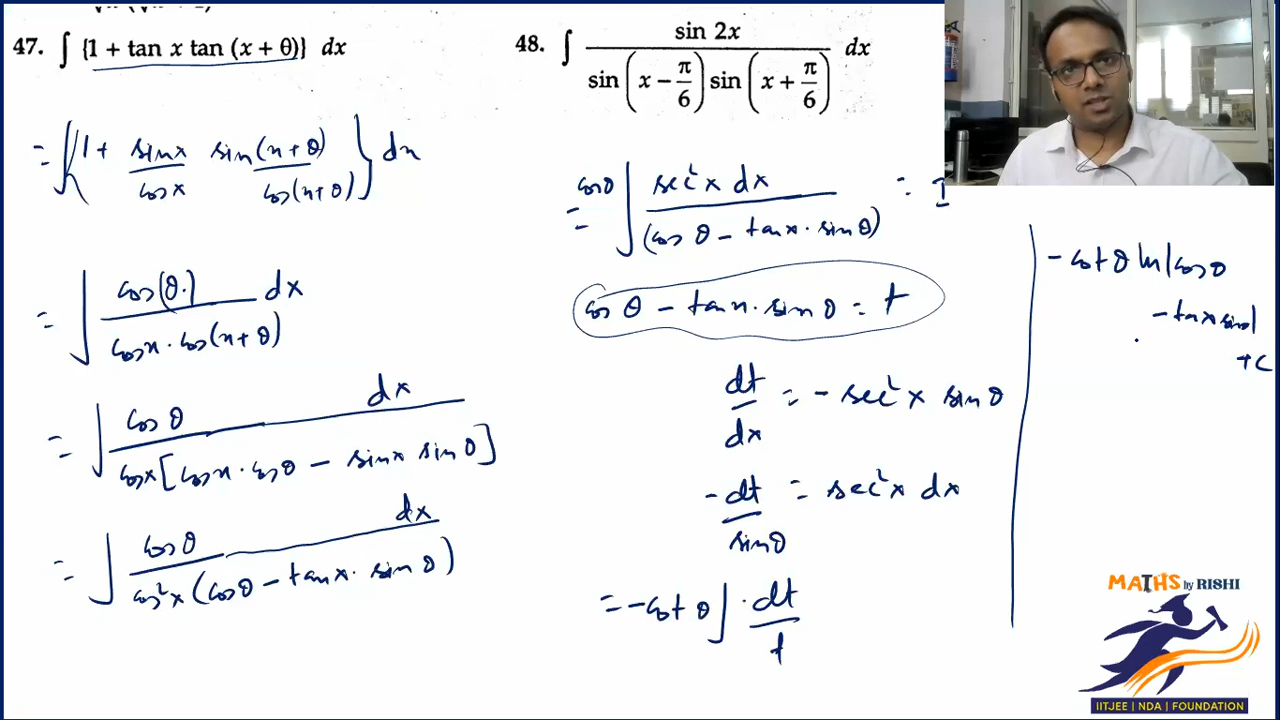 47. ∫ {1 + tan x tan (x + θ)} dx
= ∫ {1 + sinx/cosx sin(x+θ)/cos(x+θ)} dx
= ∫ cos(θ.)/cosx . cos(x+θ) dx
= ∫ cosθ dx / cosx[cosx . cosθ - sinx sinθ]
= ∫ cosθ dx / cos²x (cosθ - tanx . sinθ)
48. ∫ sin 2x / sin(x - π/6) sin(x + π/6) dx
= cosθ ∫ sec²x dx / (cosθ - tanx . sinθ) = I
cosθ - tanx . sinθ = t
dt/dx = - sec²x sinθ
-dt/sinθ = sec²x dx
= -cotθ ∫ . dt/t
- cotθ ln|cosθ
- tanx sinθ|
+c
MATHS by RISHI
IITJEE | NDA | FOUNDATION